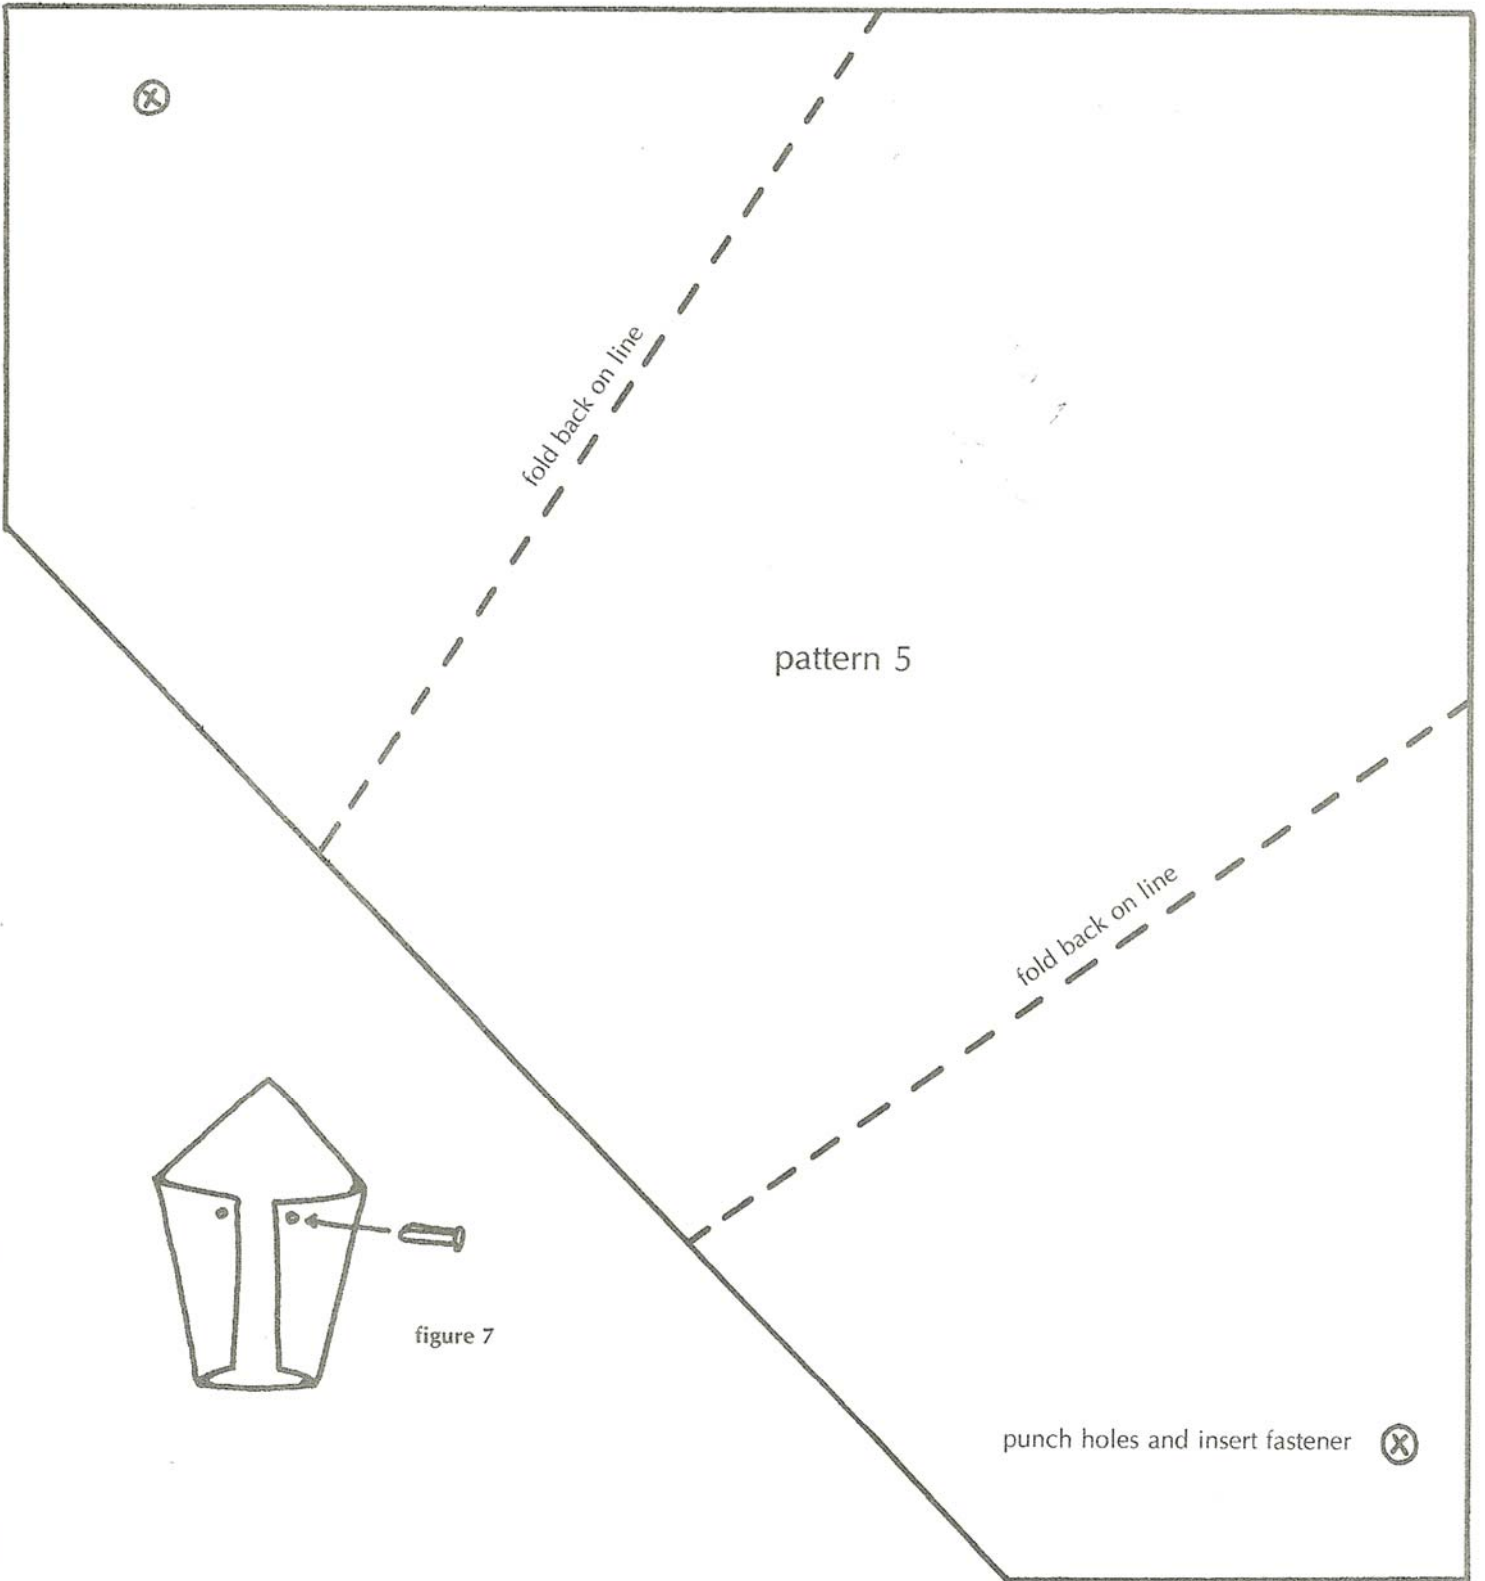 fold back on line
pattern 5
fold back on line
figure 7
punch holes and insert fastener